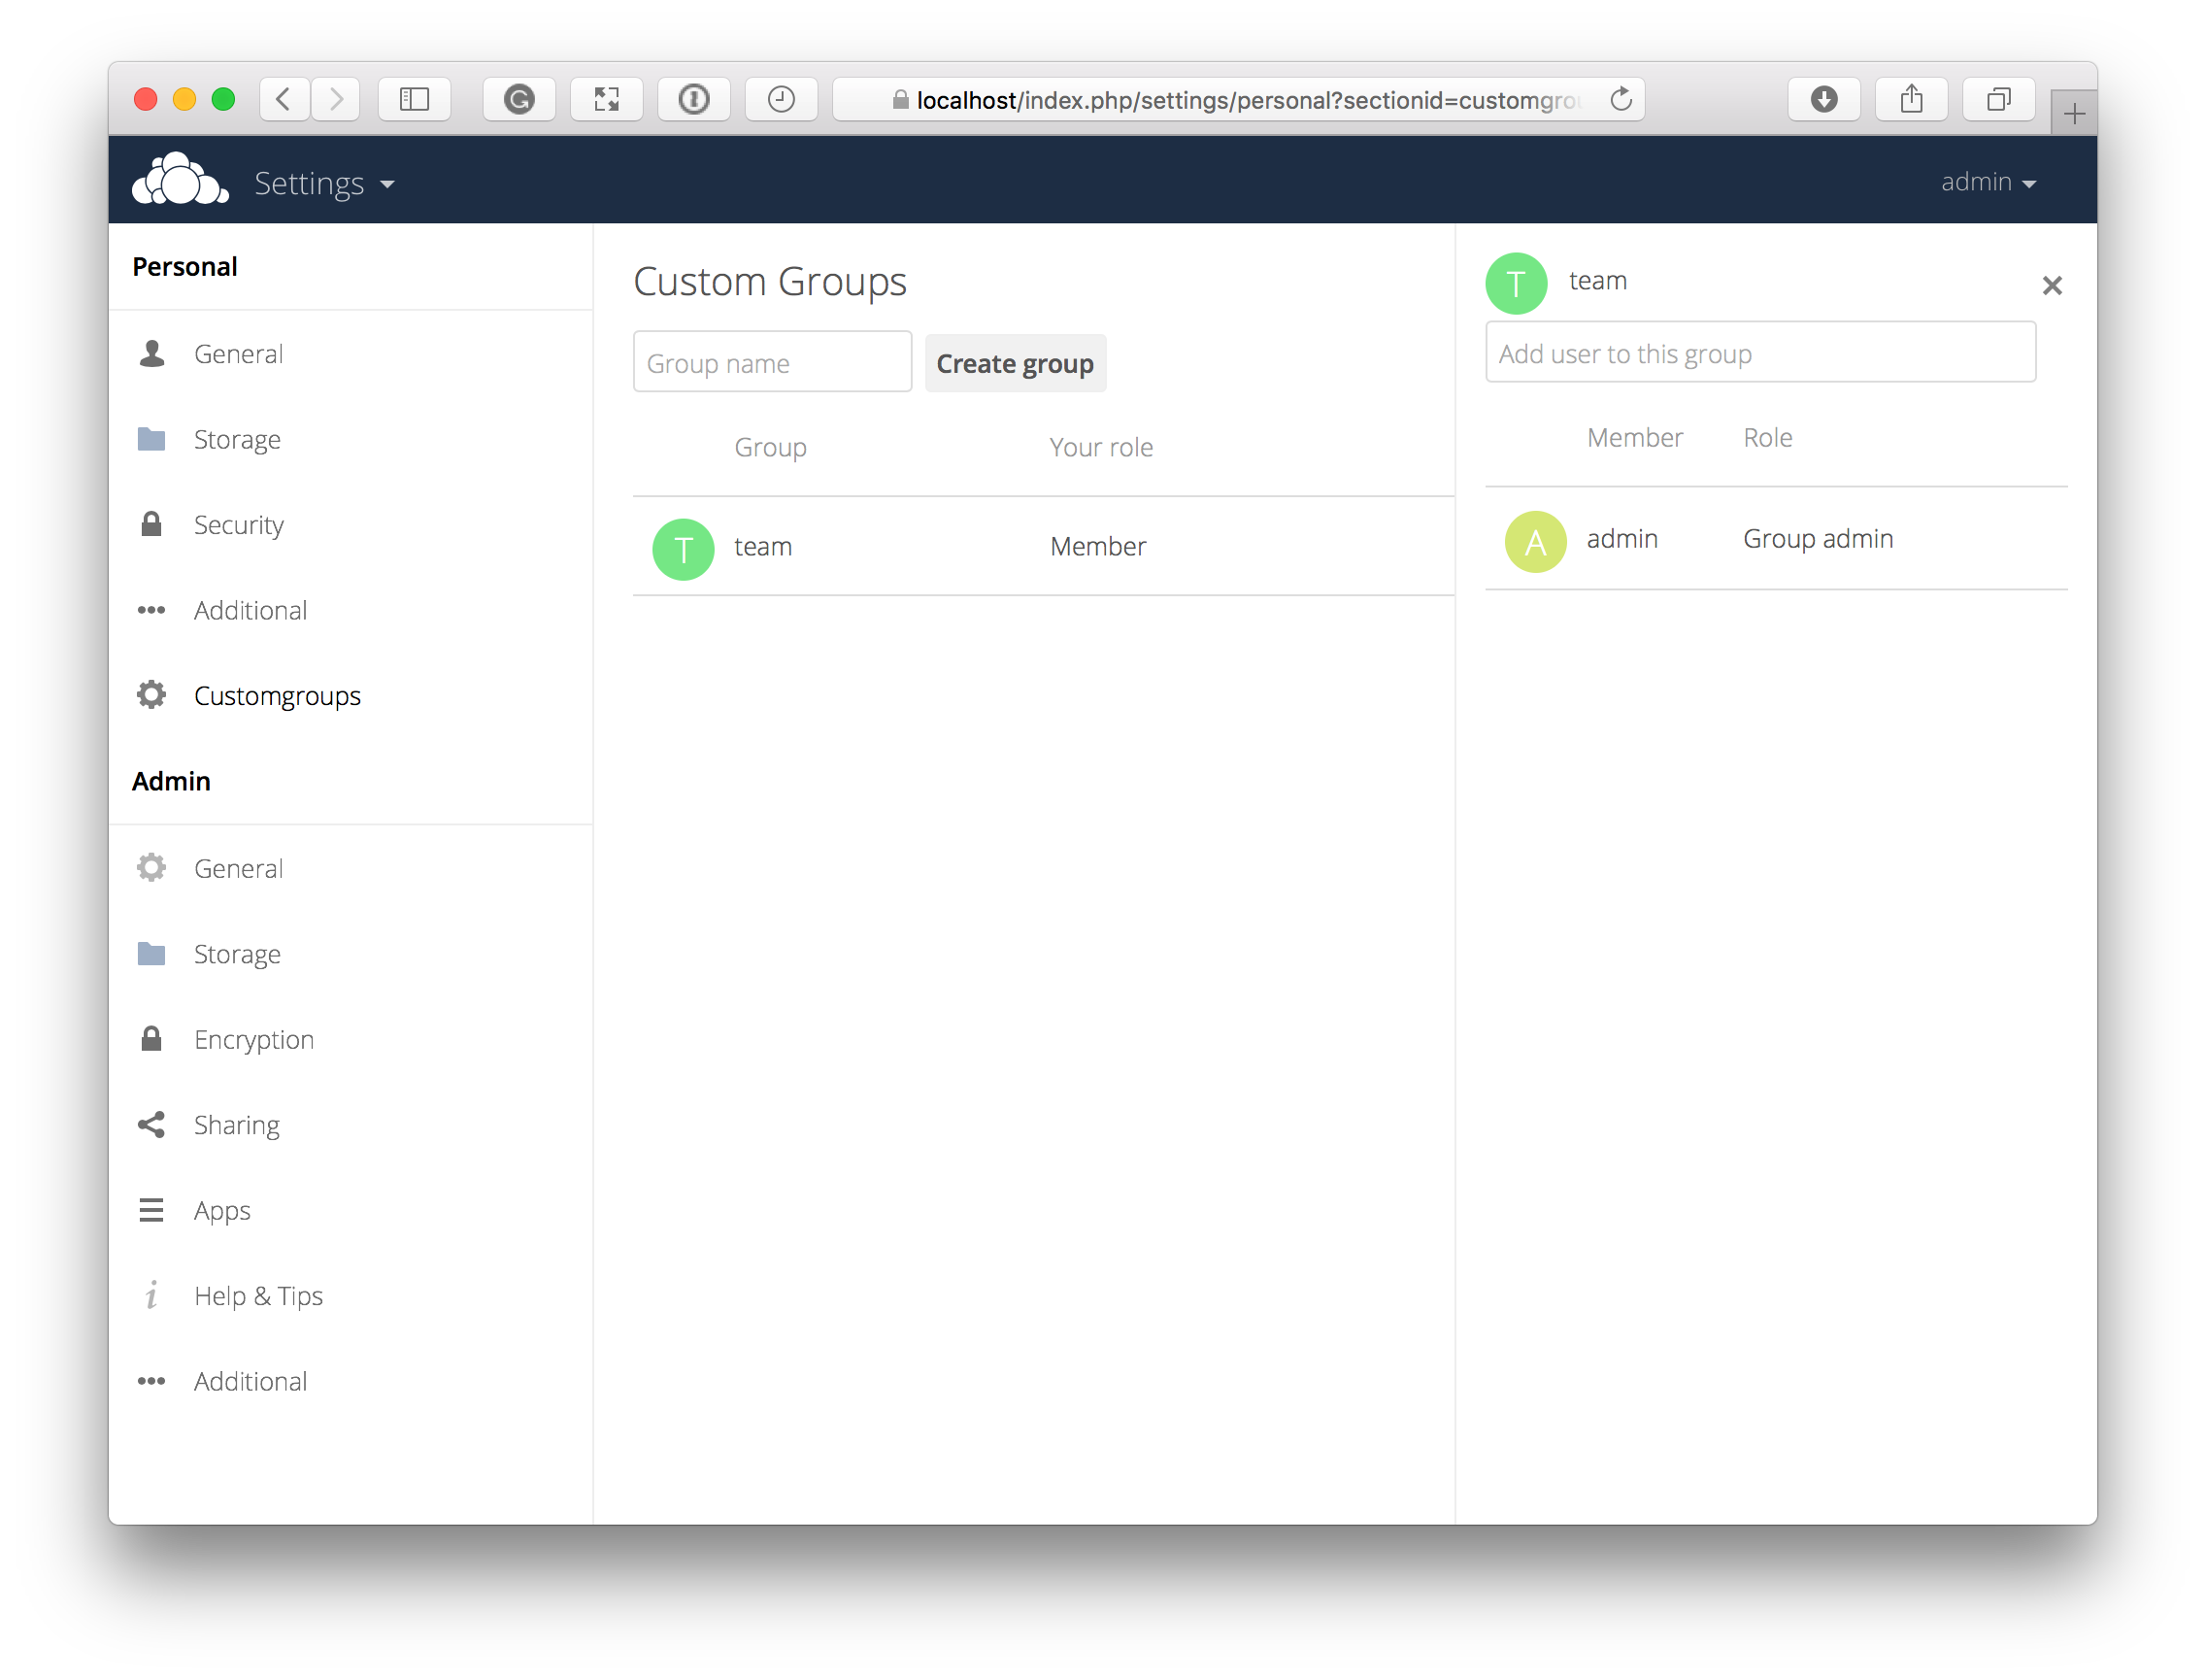 localhost/index.php/settings/personal?sectionid=customgro
Settings
admin
Personal
General
Storage
Security
Additional
Customgroups
Admin
General
Storage
Encryption
Sharing
Apps
Help & Tips
Additional
Custom Groups
Group name
Create group
Group Your role
T team Member
T team
Add user to this group
Member Role
A admin Group admin